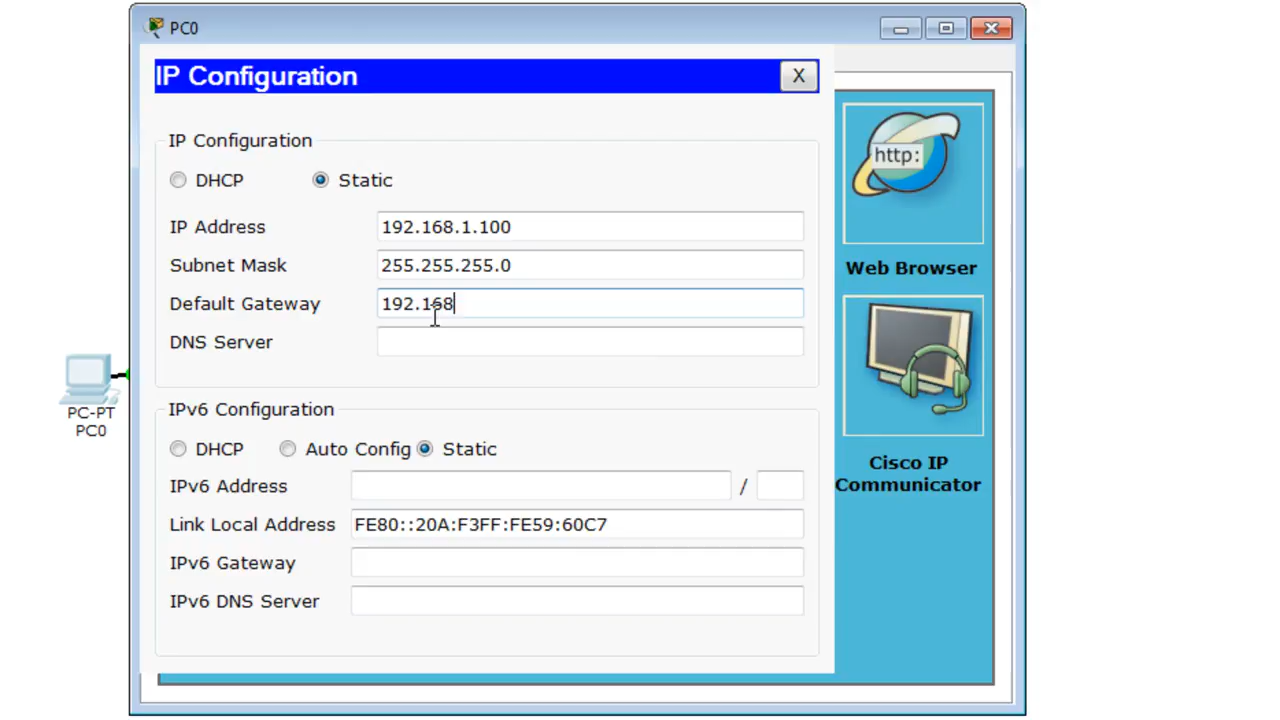 PC0
IP Configuration
X
IP Configuration
DHCP
Static
IP Address
192.168.1.100
Subnet Mask
255.255.255.0
Default Gateway
192.168
DNS Server
IPv6 Configuration
DHCP
Auto Config
Static
IPv6 Address
/
Link Local Address
FE80::20A:F3FF:FE59:60C7
IPv6 Gateway
IPv6 DNS Server
http:
Web Browser
Cisco IP
Communicator
PC-PT
PC0